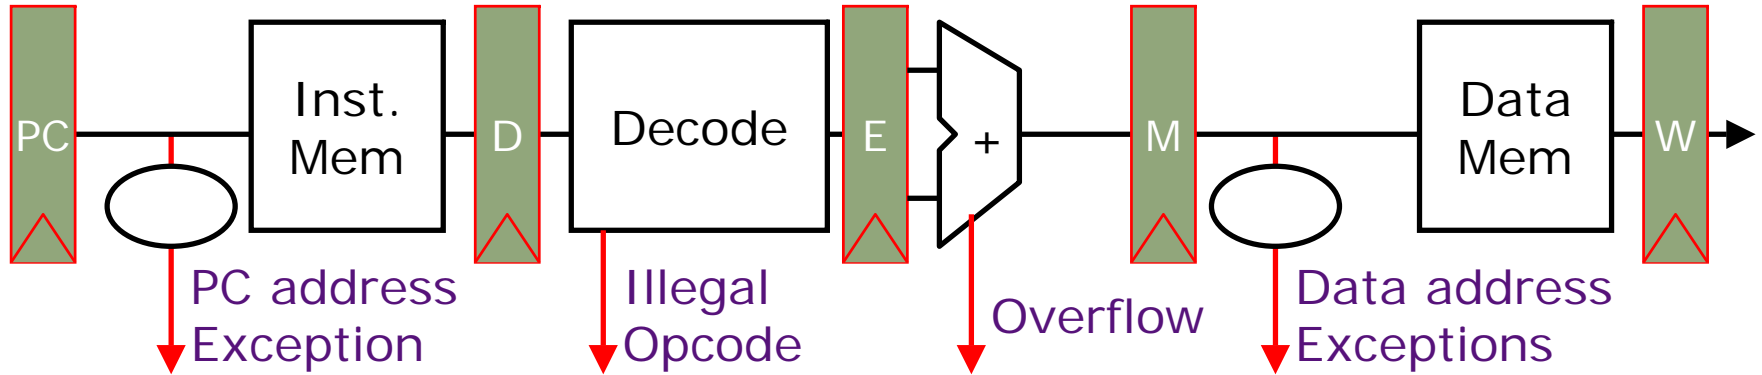 PC
Inst.
Mem
D
Decode
E
+
M
Data
Mem
W
PC address
Exception
Illegal
Opcode
Overflow
Data address
Exceptions